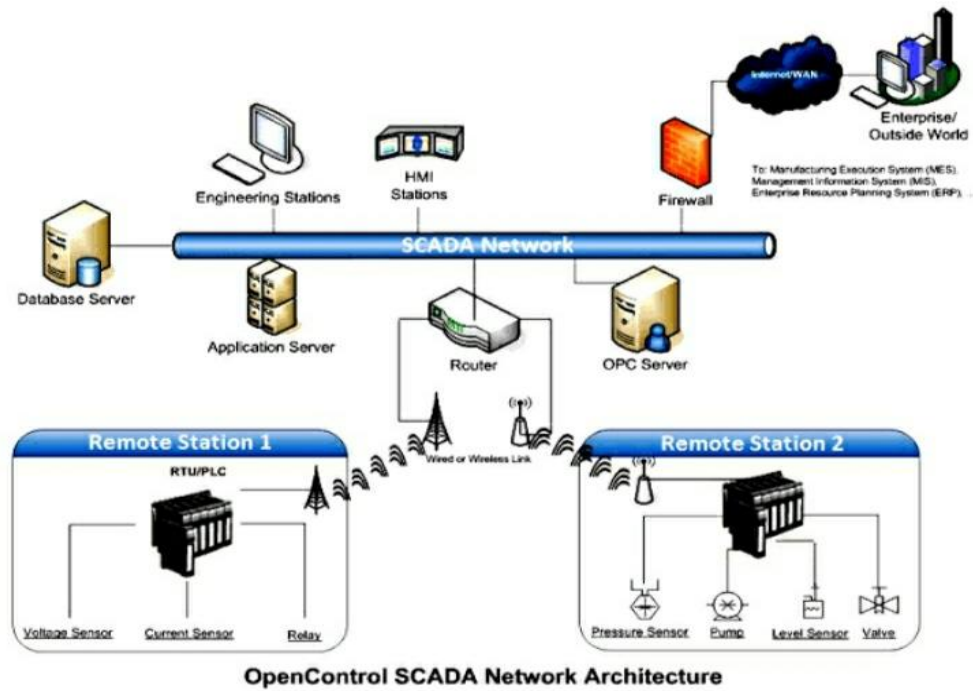 Internet/WAN
Enterprise/
Outside World
To: Manufacturing Execution System (MES),
Management Information System (MIS),
Enterprise Resource Planning System (ERP), ...
Engineering Stations
HMI
Stations
Firewall
SCADA Network
Database Server
Application Server
Router
OPC Server
Remote Station 1
Wired or Wireless Link
Remote Station 2
RTU/PLC
Voltage Sensor
Current Sensor
Relay
Pressure Sensor
Pump
Level Sensor
Valve
OpenControl SCADA Network Architecture